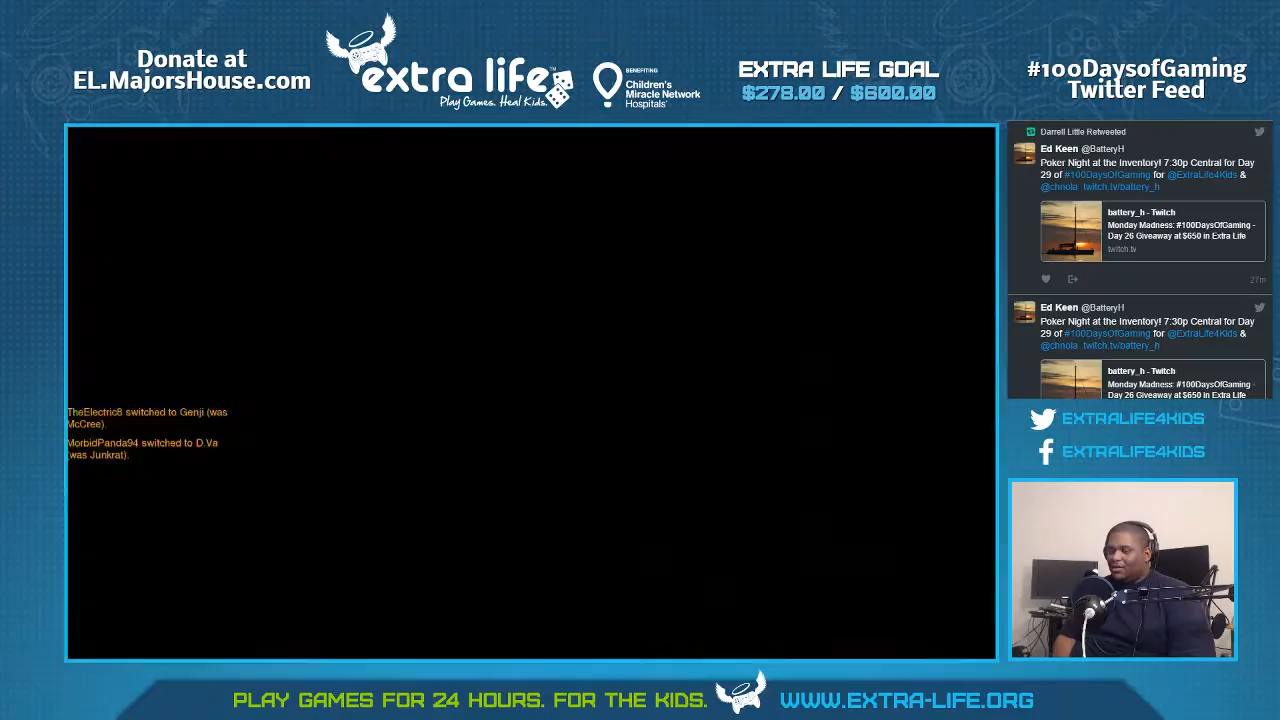 Donate at
EL.MajorsHouse.com
extra life
Play Games. Heal Kids.
BENEFITING
Children's
Miracle Network
Hospitals
EXTRA LIFE GOAL
$278.00 / $600.00
#100DaysofGaming
Twitter Feed
Darrell Little Retweeted
Ed Keen @BatteryH
Poker Night at the Inventory! 7:30p Central for Day
29 of #100DaysOfGaming for @ExtraLife4Kids &
@chnola twitch.tv/battery_h
battery_h - Twitch
Monday Madness: #100DaysOfGaming -
Day 26 Giveaway at $650 in Extra Life
twitch.tv
27m
Ed Keen @BatteryH
Poker Night at the Inventory! 7:30p Central for Day
29 of #100DaysOfGaming for @ExtraLife4Kids &
@chnola twitch.tv/battery_h
battery_h - Twitch
Monday Madness: #100DaysOfGaming -
Day 26 Giveaway at $650 in Extra Life
TheElectric8 switched to Genji (was
McCree).
MorbidPanda94 switched to D.Va
(was Junkrat).
EXTRALIFE4KIDS
EXTRALIFE4KIDS
PLAY GAMES FOR 24 HOURS. FOR THE KIDS.
WWW.EXTRA-LIFE.ORG